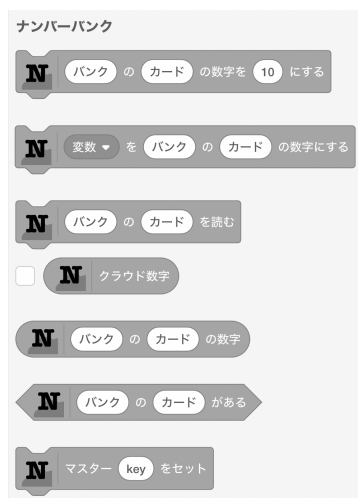 ナンバーバンク
N バンク の カード の数字を 10 にする
N 変数 を バンク の カード の数字にする
N バンク の カード を読む
N クラウド数字
N バンク の カード の数字
N バンク の カード がある
N マスター key をセット